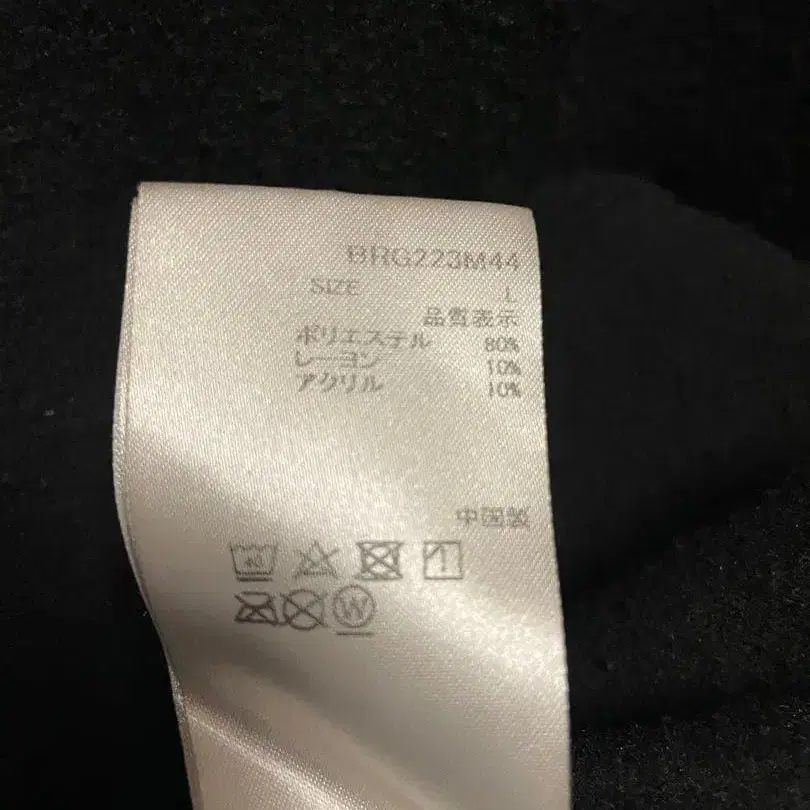 BRG223M44
SIZE L
品質表示
ポリエステル 80%
レーヨン 10%
アクリル 10%
中国製
W